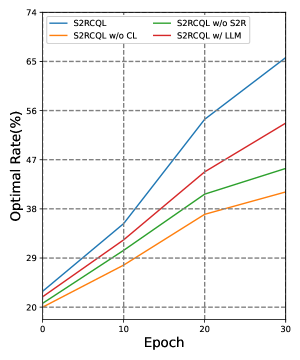 S2RCQL
S2RCQL w/o CL
S2RCQL w/o S2R
S2RCQL w/ LLM
74
65
56
47
38
29
20
Optimal Rate(%)
0 10 20 30
Epoch